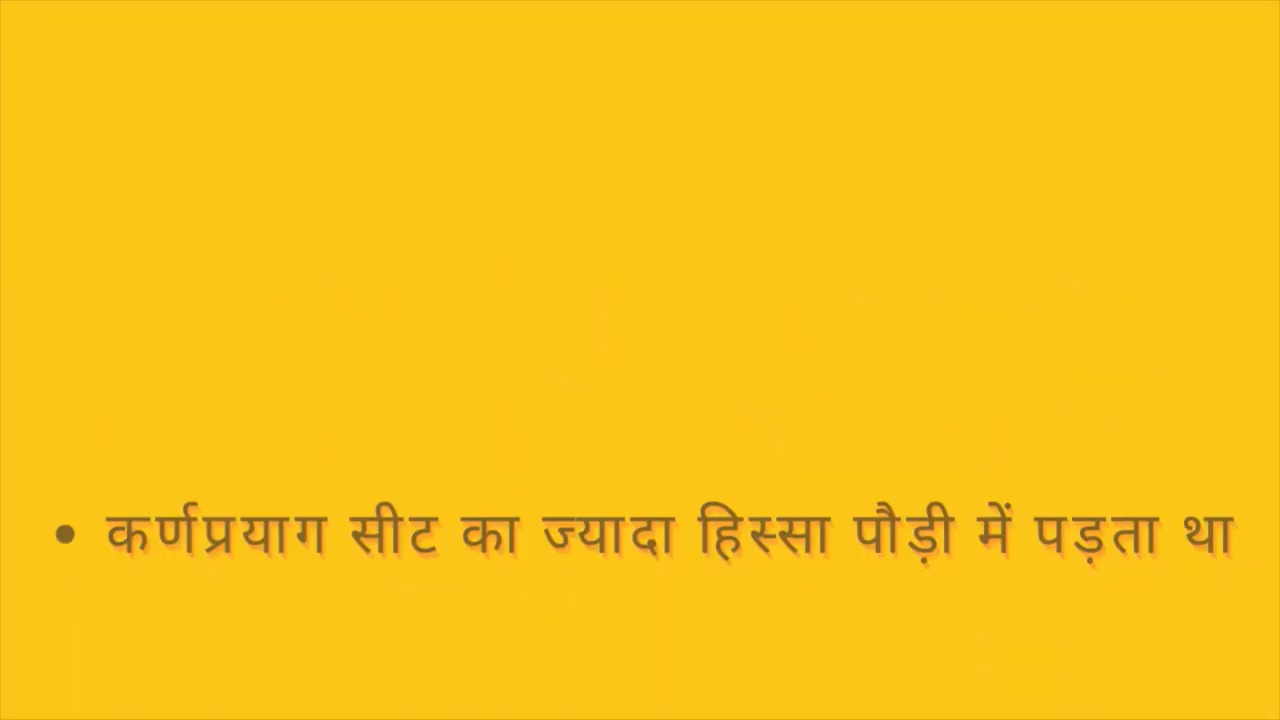 • कर्णप्रयाग सीट का ज्यादा हिस्सा पौड़ी में पड़ता था